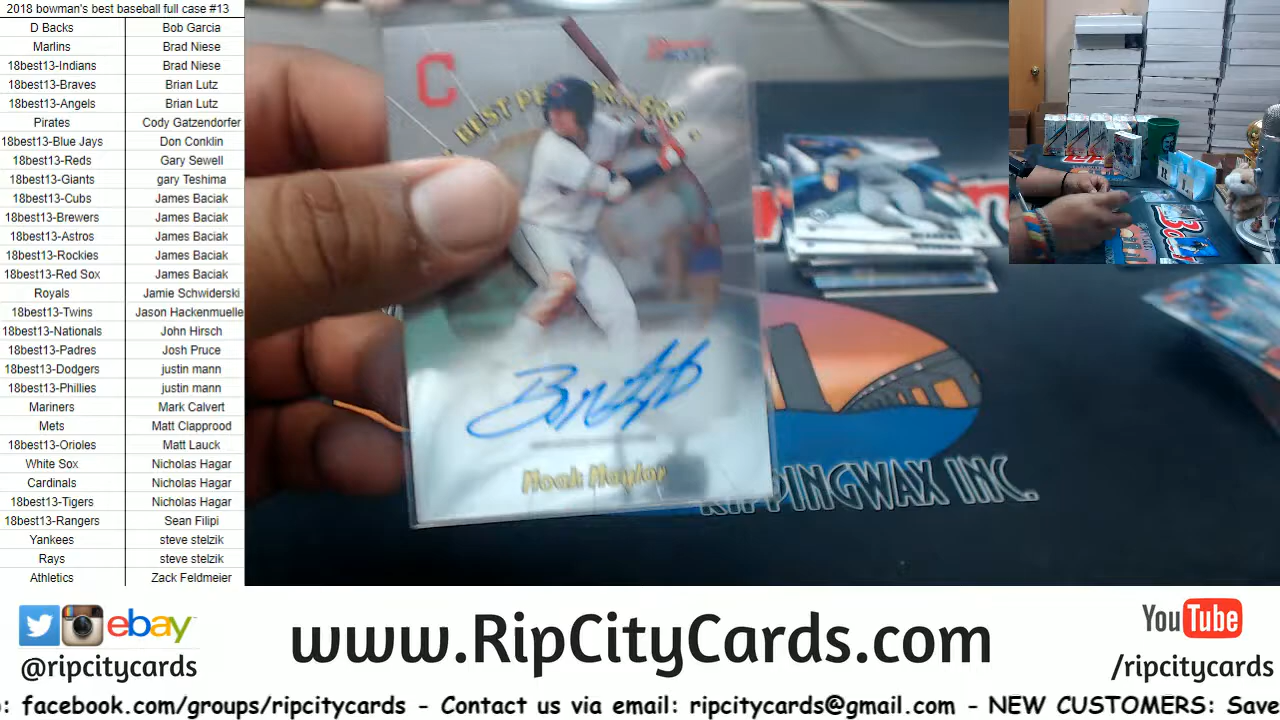 2018 bowman's best baseball full case #13
D Backs Bob Garcia
Marlins Brad Niese
18best13-Indians Brad Niese
18best13-Braves Brian Lutz
18best13-Angels Brian Lutz
Pirates Cody Gatzendorfer
18best13-Blue Jays Don Conklin
18best13-Reds Gary Sewell
18best13-Giants gary Teshima
18best13-Cubs James Baciak
18best13-Brewers James Baciak
18best13-Astros James Baciak
18best13-Rockies James Baciak
18best13-Red Sox James Baciak
Royals Jamie Schwiderski
18best13-Twins Jason Hackenmuelle
18best13-Nationals John Hirsch
18best13-Padres Josh Pruce
18best13-Dodgers justin mann
18best13-Phillies justin mann
Mariners Mark Calvert
Mets Matt Clapprood
18best13-Orioles Matt Lauck
White Sox Nicholas Hagar
Cardinals Nicholas Hagar
18best13-Tigers Nicholas Hagar
18best13-Rangers Sean Filipi
Yankees steve stelzik
Rays steve stelzik
Athletics Zack Feldmeier
C
BEST PE
Noah Naylor
RIPPINGWAX INC.
ebay
@ripcitycards
www.RipCityCards.com
YouTube
/ripcitycards
: facebook.com/groups/ripcitycards - Contact us via email: ripcitycards@gmail.com - NEW CUSTOMERS: Save